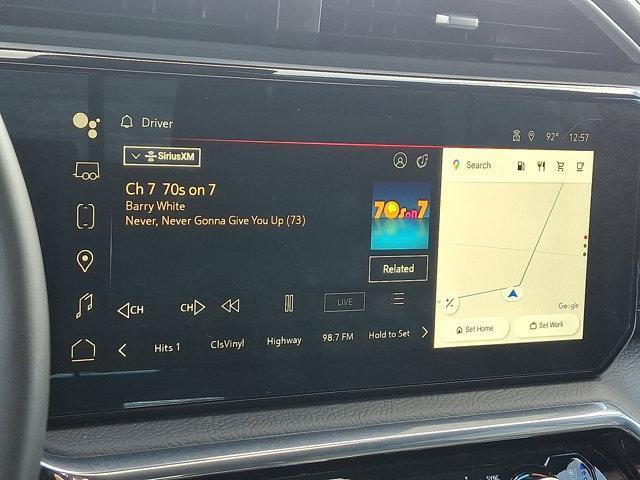 Driver
92° 12:57
SiriusXM
Search
Ch 7 70s on 7
Barry White
Never, Never Gonna Give You Up (73)
70s on 7
Related
CH CH LIVE
Google
Set Home Set Work
Hits 1 ClsVinyl Highway 98.7 FM Hold to Set
SYNC